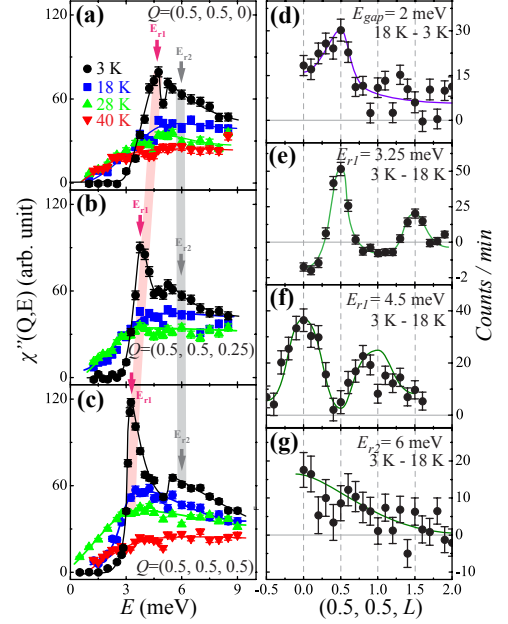 (a) Q=(0.5, 0.5, 0)
E_r1
E_r2
120
3 K
18 K
28 K
40 K
60
0
(b)
E_r1
E_r2
120
60
0
Q=(0.5, 0.5, 0.25)
(c)
E_r1
E_r2
120
60
0
Q=(0.5, 0.5, 0.5)
0 3 6 9
E (meV)
χ''(Q,E) (arb. unit)
(d) E_gap = 2 meV
18 K - 3 K
30
15
0
(e) E_r1 = 3.25 meV
3 K - 18 K
50
0
-2
(f) E_r1 = 4.5 meV
3 K - 18 K
40
20
0
(g) E_r2 = 6 meV
3 K - 18 K
20
10
0
-0.5 0.0 0.5 1.0 1.5 2.0
(0.5, 0.5, L)
Counts / min